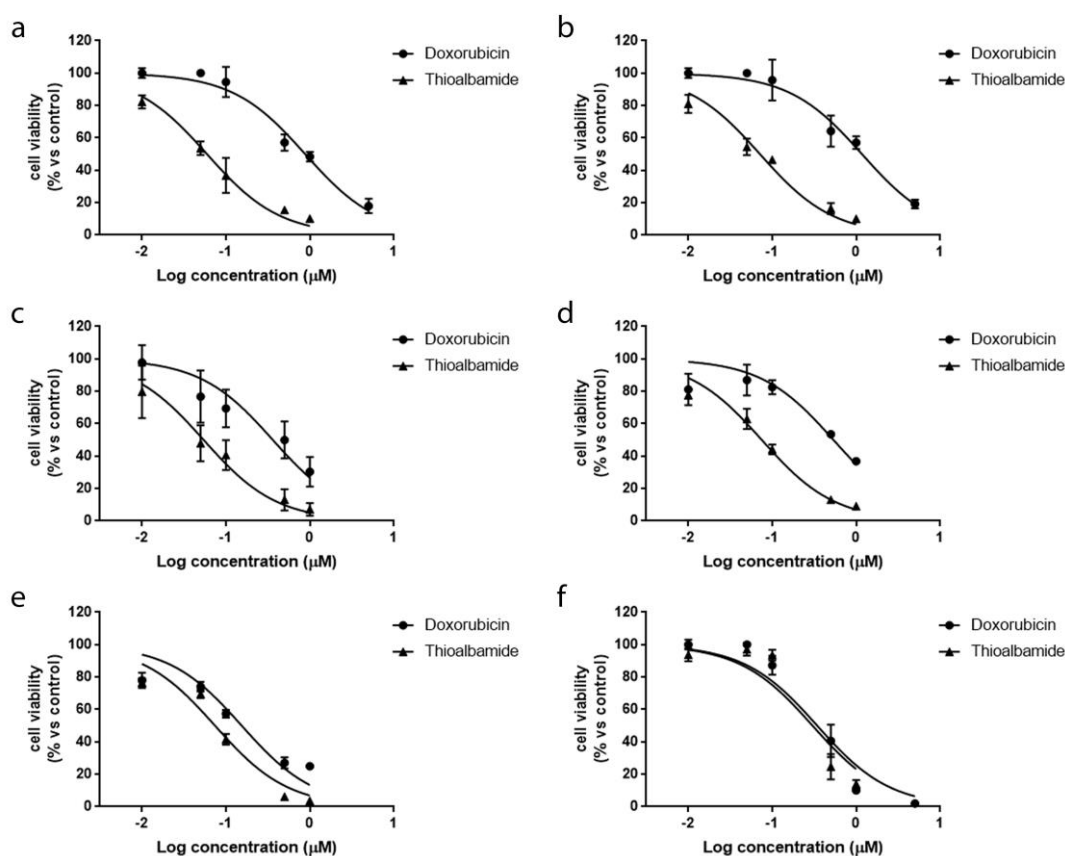 a
120
100
80
60
40
20
0
cell viability
(% vs control)
-2
-1
0
1
Log concentration (μM)
Doxorubicin
Thioalbamide
b
120
100
80
60
40
20
0
cell viability
(% vs control)
-2
-1
0
1
Log concentration (μM)
Doxorubicin
Thioalbamide
c
120
100
80
60
40
20
0
cell viability
(% vs control)
-2
-1
0
1
Log concentration (μM)
Doxorubicin
Thioalbamide
d
120
100
80
60
40
20
0
cell viability
(% vs control)
-2
-1
0
1
Log concentration (μM)
Doxorubicin
Thioalbamide
e
120
100
80
60
40
20
0
cell viability
(% vs control)
-2
-1
0
1
Log concentration (μM)
Doxorubicin
Thioalbamide
f
120
100
80
60
40
20
0
cell viability
(% vs control)
-2
-1
0
1
Log concentration (μM)
Doxorubicin
Thioalbamide